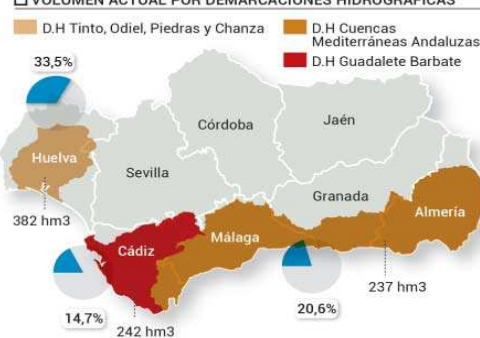 VOLUMEN ACTUAL POR DEMARCACIONES HIDROGRÁFICAS
D.H Tinto, Odiel, Piedras y Chanza
D.H Cuencas
Mediterráneas Andaluzas
D.H Guadalete Barbate
33,5%
Córdoba
Jaén
Huelva
Sevilla
Granada
Almería
382 hm3
Cádiz
Málaga
237 hm3
14,7%
242 hm3
20,6%